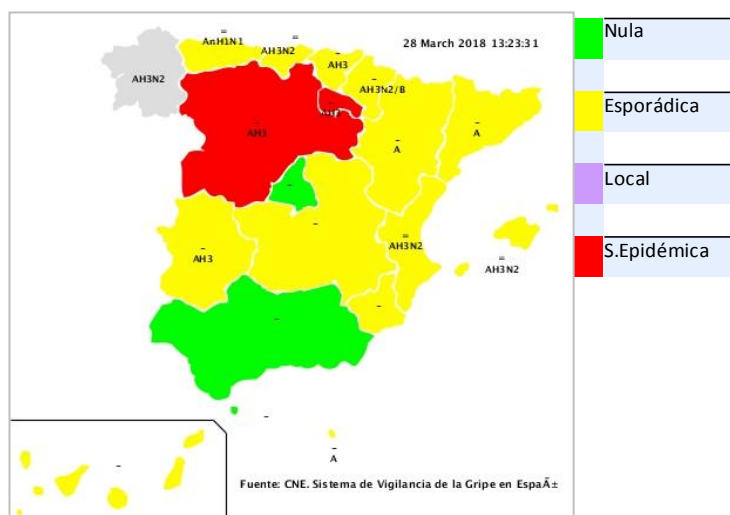 28 March 2018 13:23:31
=
AnH1N1
=
AH3N2
–
AH3
–
AH3N2/B
AH3N2
–
AH3
–
–
A
–
A
–
–
–
AH3
=
AH3N2
=
AH3N2
–
–
–
–
A
–
Fuente: CNE. Sistema de Vigilancia de la Gripe en EspaÃ±
Nula
Esporádica
Local
S.Epidémica